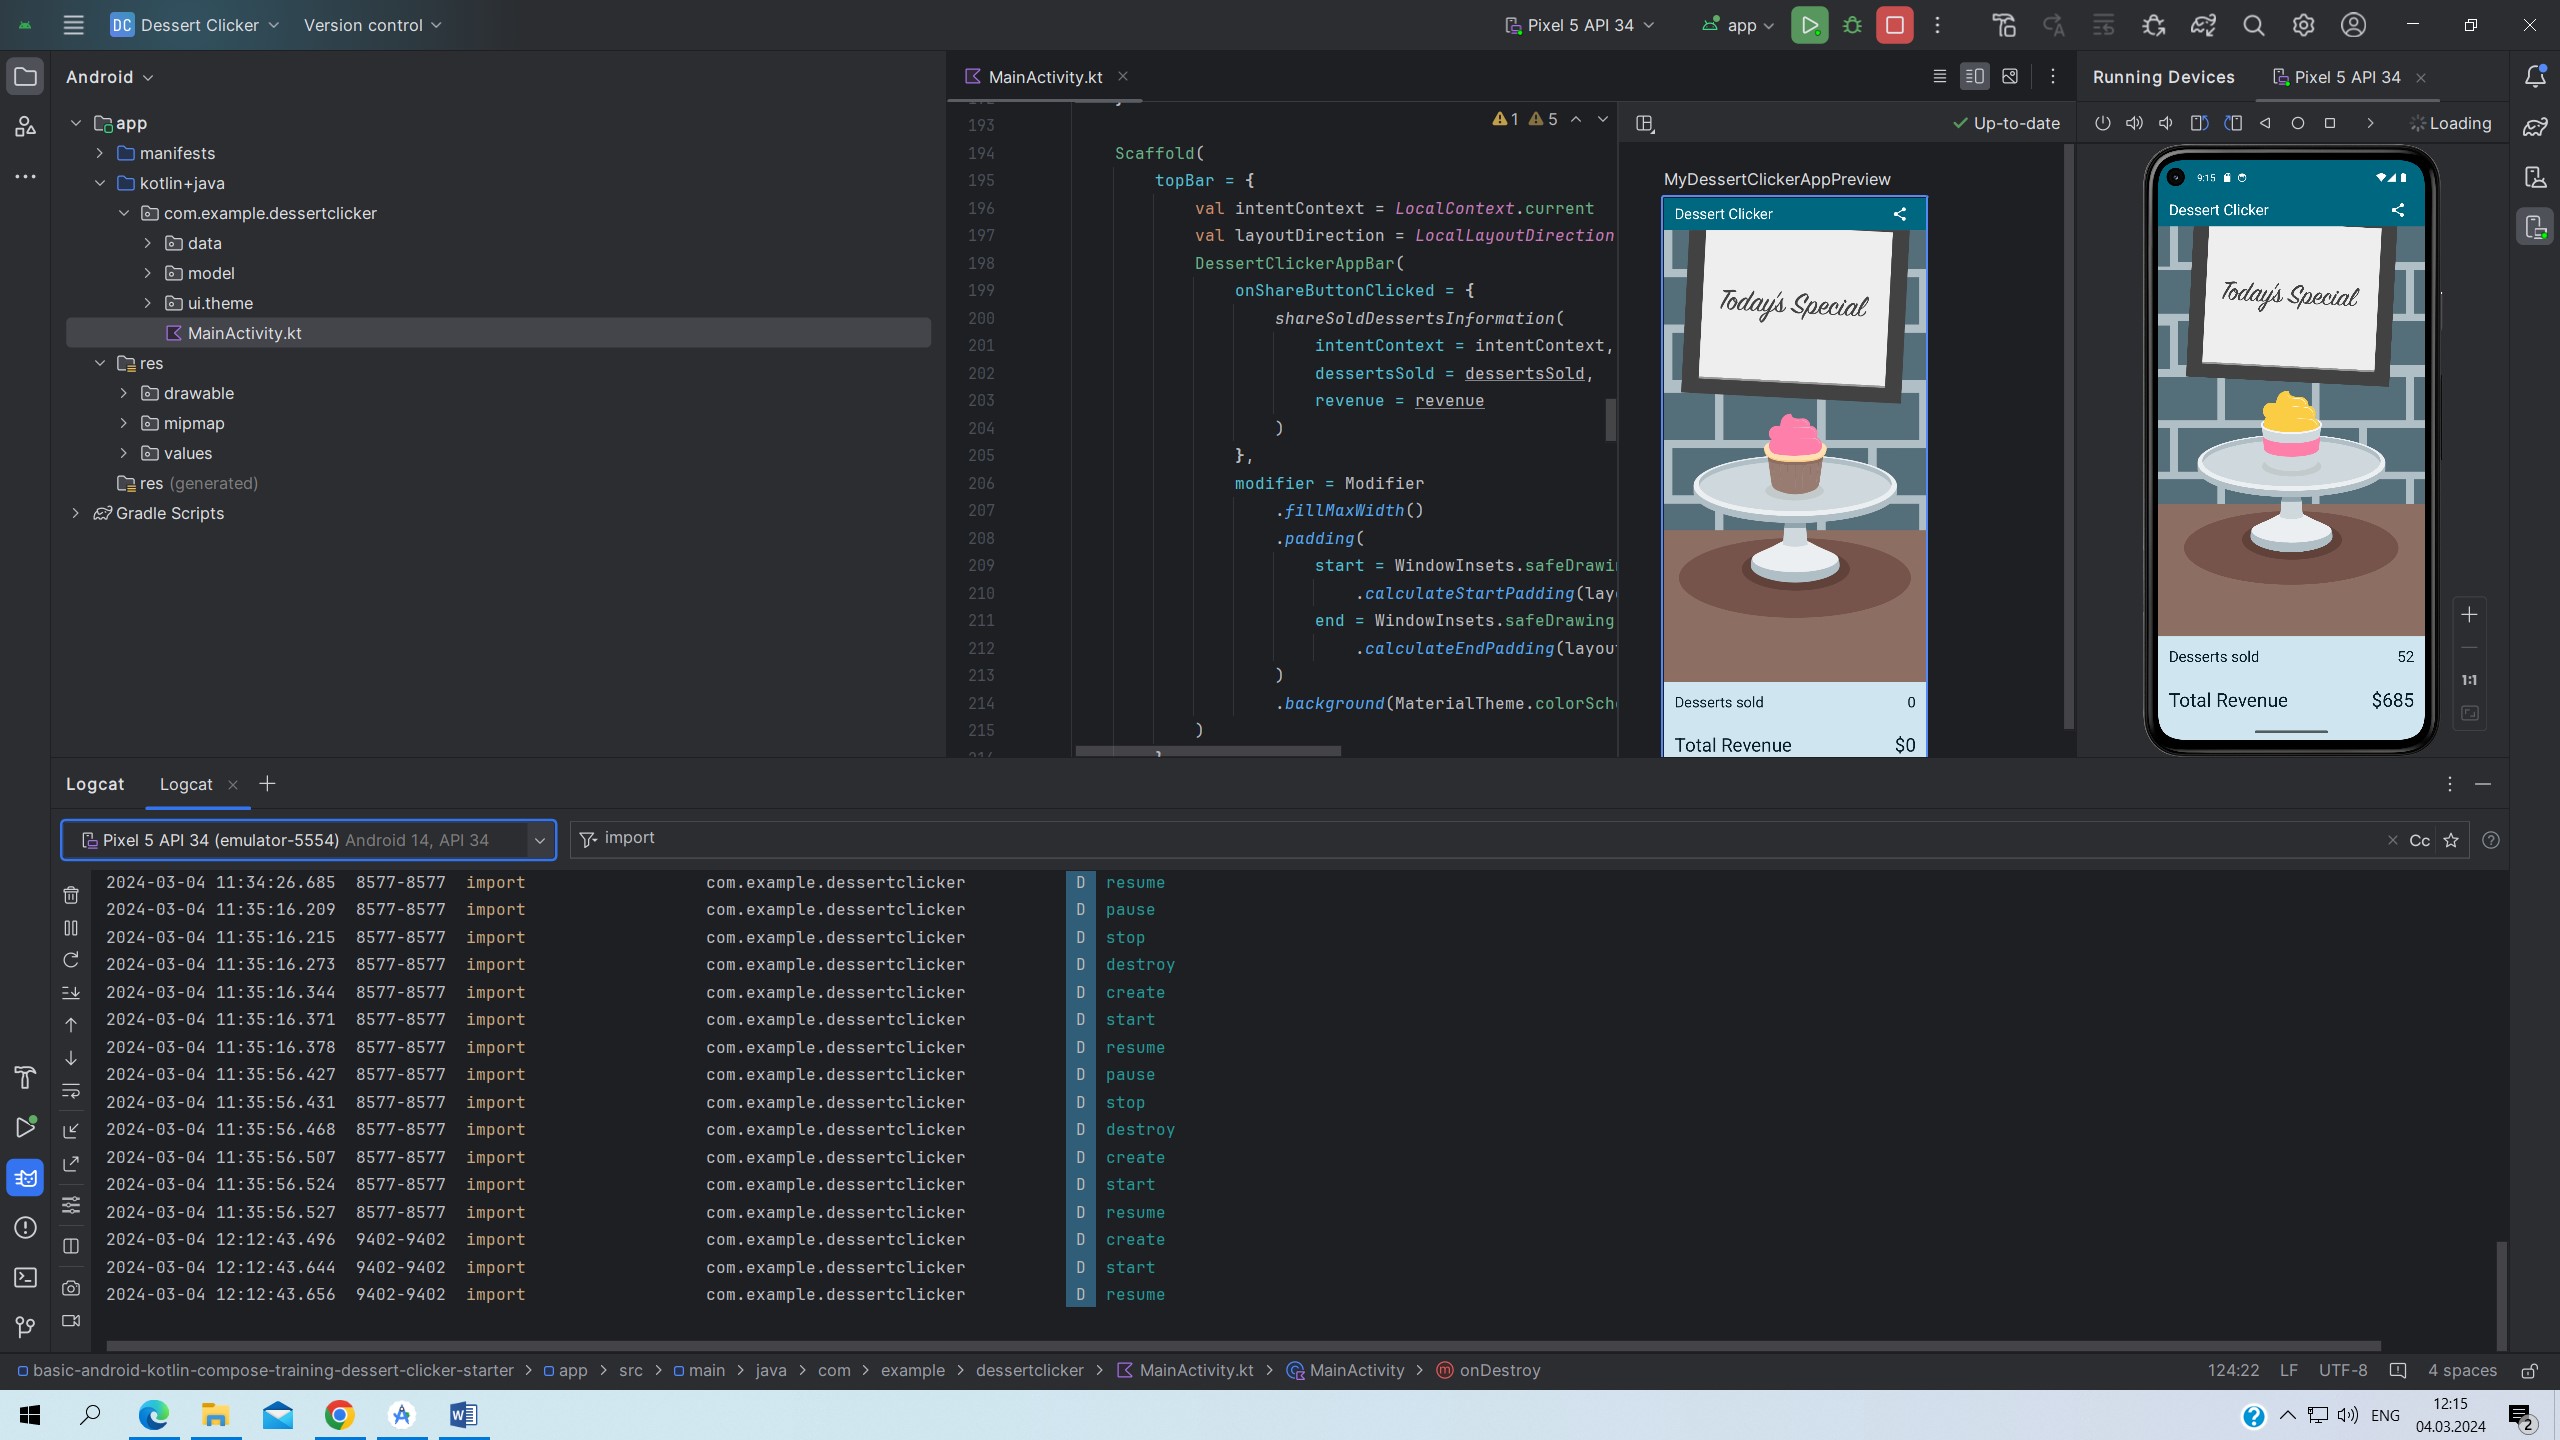 DC Dessert Clicker Version control Pixel 5 API 34 app
Android
app
manifests
kotlin+java
com.example.dessertclicker
data
model
ui.theme
MainActivity.kt
res
drawable
mipmap
values
res (generated)
Gradle Scripts
MainActivity.kt
1 5
193
194 Scaffold(
195 topBar = {
196 val intentContext = LocalContext.current
197 val layoutDirection = LocalLayoutDirection
198 DessertClickerAppBar(
199 onShareButtonClicked = {
200 shareSoldDessertsInformation(
201 intentContext = intentContext,
202 dessertsSold = dessertsSold,
203 revenue = revenue
204 )
205 },
206 modifier = Modifier
207 .fillMaxWidth()
208 .padding(
209 start = WindowInsets.safeDrawin
210 .calculateStartPadding(lay
211 end = WindowInsets.safeDrawing
212 .calculateEndPadding(layou
213 )
214 .background(MaterialTheme.colorSch
215 )
Up-to-date
MyDessertClickerAppPreview
Dessert Clicker
Today's Special
Desserts sold 0
Total Revenue $0
Running Devices Pixel 5 API 34
Loading
9:15
Dessert Clicker
Today's Special
Desserts sold 52
Total Revenue $685
1:1
Logcat Logcat
Pixel 5 API 34 (emulator-5554) Android 14, API 34 import Cc
2024-03-04 11:34:26.685 8577-8577 import com.example.dessertclicker D resume
2024-03-04 11:35:16.209 8577-8577 import com.example.dessertclicker D pause
2024-03-04 11:35:16.215 8577-8577 import com.example.dessertclicker D stop
2024-03-04 11:35:16.273 8577-8577 import com.example.dessertclicker D destroy
2024-03-04 11:35:16.344 8577-8577 import com.example.dessertclicker D create
2024-03-04 11:35:16.371 8577-8577 import com.example.dessertclicker D start
2024-03-04 11:35:16.378 8577-8577 import com.example.dessertclicker D resume
2024-03-04 11:35:56.427 8577-8577 import com.example.dessertclicker D pause
2024-03-04 11:35:56.431 8577-8577 import com.example.dessertclicker D stop
2024-03-04 11:35:56.468 8577-8577 import com.example.dessertclicker D destroy
2024-03-04 11:35:56.507 8577-8577 import com.example.dessertclicker D create
2024-03-04 11:35:56.524 8577-8577 import com.example.dessertclicker D start
2024-03-04 11:35:56.527 8577-8577 import com.example.dessertclicker D resume
2024-03-04 12:12:43.496 9402-9402 import com.example.dessertclicker D create
2024-03-04 12:12:43.644 9402-9402 import com.example.dessertclicker D start
2024-03-04 12:12:43.656 9402-9402 import com.example.dessertclicker D resume
basic-android-kotlin-compose-training-dessert-clicker-starter > app > src > main > java > com > example > dessertclicker > MainActivity.kt > MainActivity > onDestroy 124:22 LF UTF-8 4 spaces
ENG 12:15
04.03.2024
2